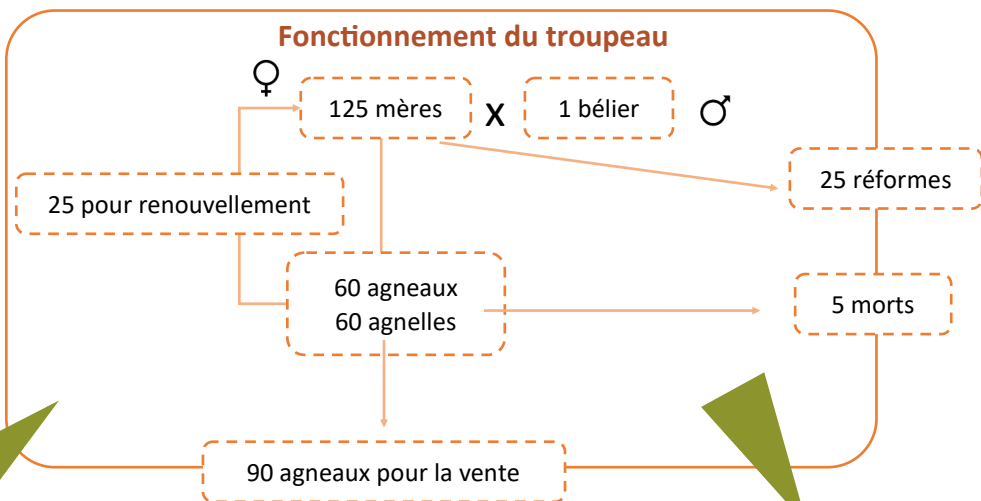 Fonctionnement du troupeau
♀
125 mères
X
1 bélier
♂
25 réformes
25 pour renouvellement
60 agneaux
60 agnelles
5 morts
90 agneaux pour la vente